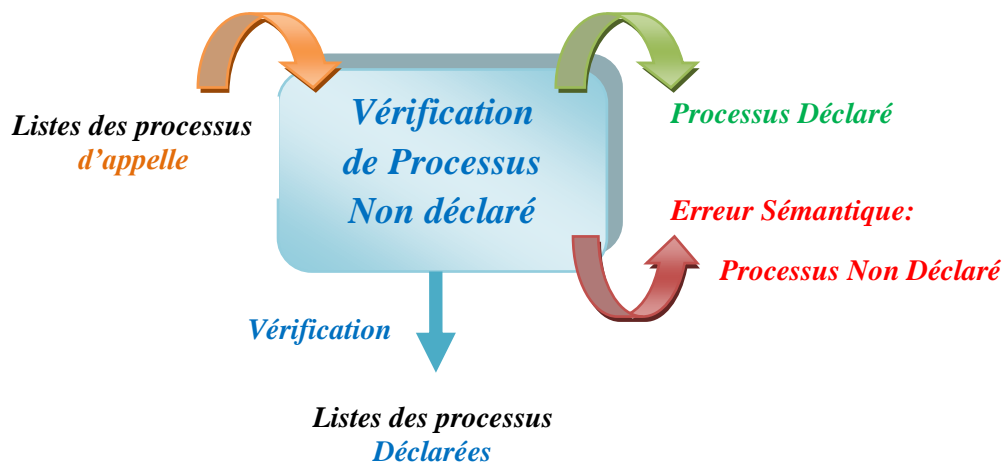 Listes des processus
d'appelle
Vérification
de Processus
Non déclaré
Processus Déclaré
Erreur Sémantique:
Processus Non Déclaré
Vérification
Listes des processus
Déclarées